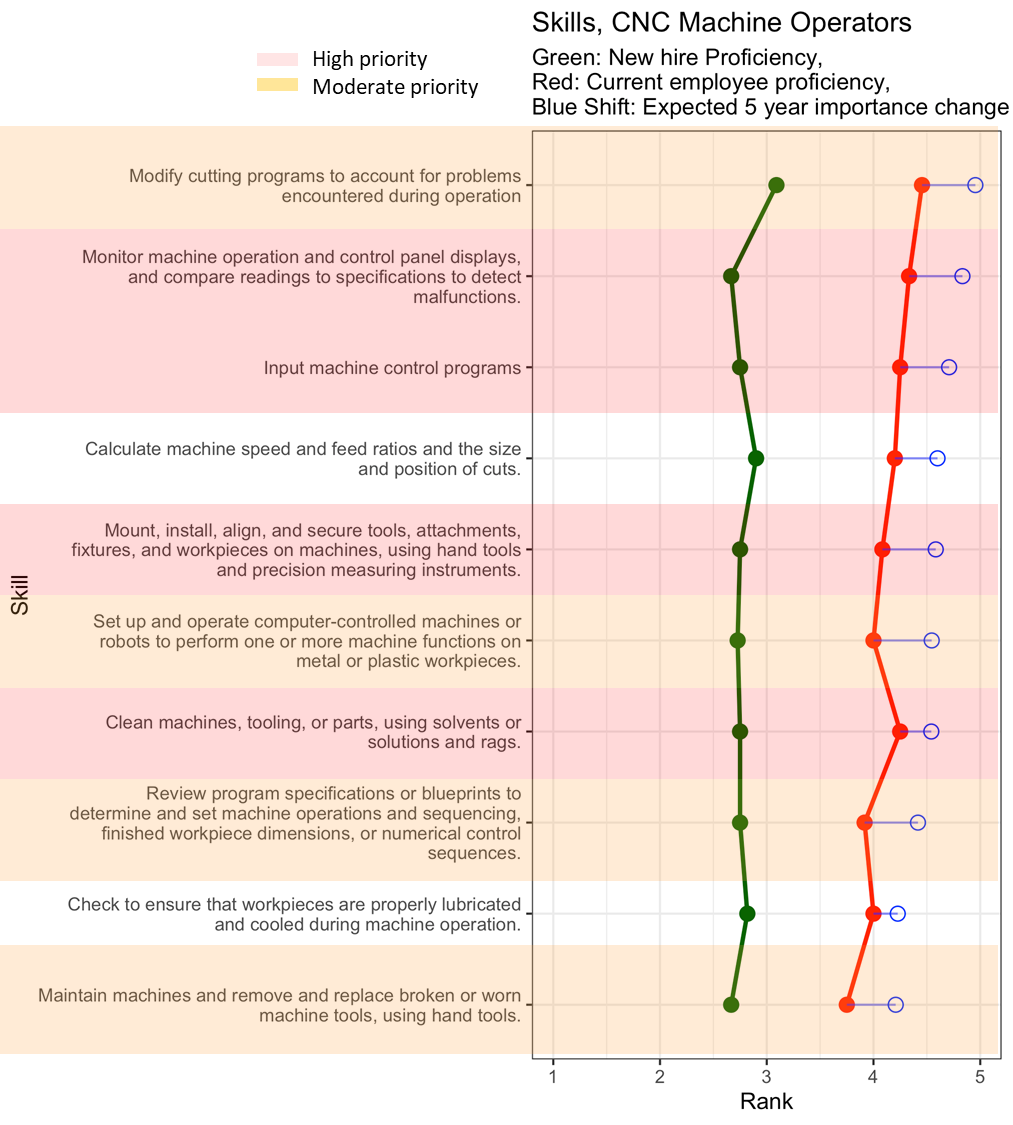 Skills, CNC Machine Operators
High priority
Moderate priority
Green: New hire Proficiency,
Red: Current employee proficiency,
Blue Shift: Expected 5 year importance change
Skill
Modify cutting programs to account for problems
encountered during operation
Monitor machine operation and control panel displays,
and compare readings to specifications to detect
malfunctions.
Input machine control programs
Calculate machine speed and feed ratios and the size
and position of cuts.
Mount, install, align, and secure tools, attachments,
fixtures, and workpieces on machines, using hand tools
and precision measuring instruments.
Set up and operate computer-controlled machines or
robots to perform one or more machine functions on
metal or plastic workpieces.
Clean machines, tooling, or parts, using solvents or
solutions and rags.
Review program specifications or blueprints to
determine and set machine operations and sequencing,
finished workpiece dimensions, or numerical control
sequences.
Check to ensure that workpieces are properly lubricated
and cooled during machine operation.
Maintain machines and remove and replace broken or worn
machine tools, using hand tools.
1 2 3 4 5
Rank